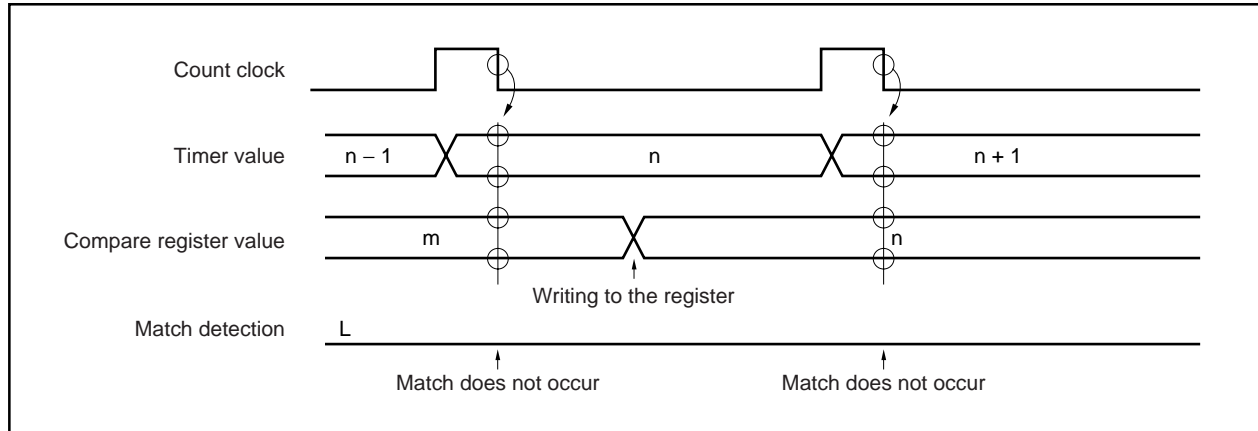 Count clock
Timer value
n – 1
n
n + 1
Compare register value
m
n
Writing to the register
Match detection
L
Match does not occur
Match does not occur